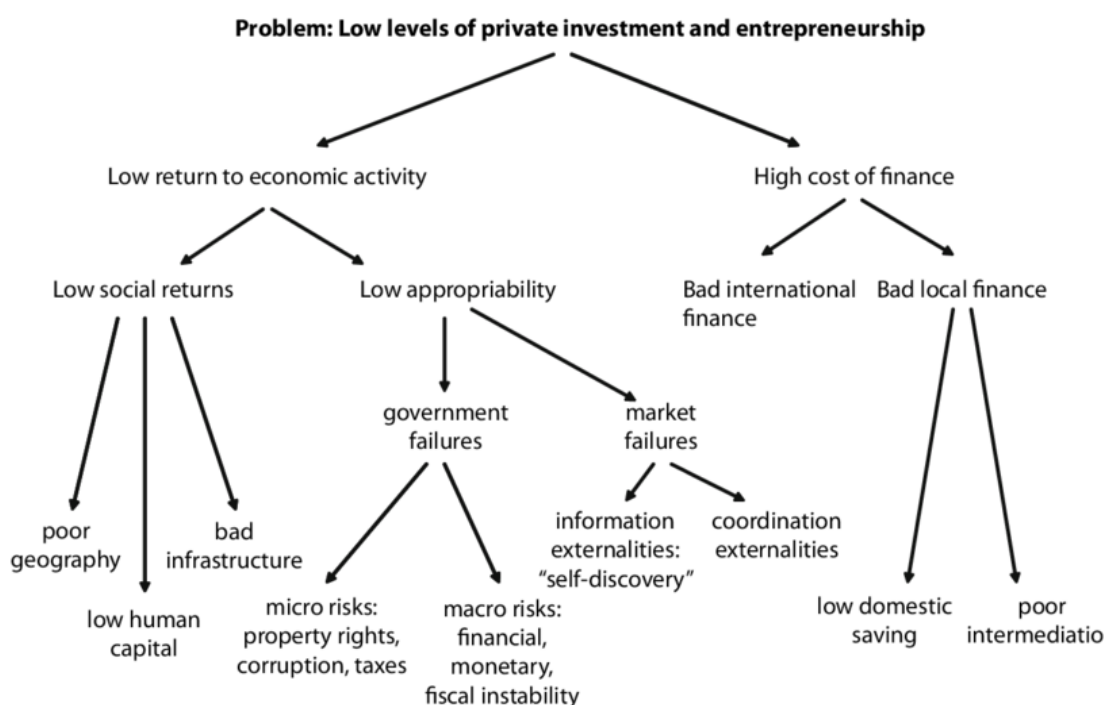 Problem: Low levels of private investment and entrepreneurship
Low return to economic activity
High cost of finance
Low social returns
Low appropriability
Bad international
finance
Bad local finance
government
failures
market
failures
poor
geography
bad
infrastructure
low human
capital
micro risks:
property rights,
corruption, taxes
macro risks:
financial,
monetary,
fiscal instability
information
externalities:
“self-discovery”
coordination
externalities
low domestic
saving
poor
intermediatio